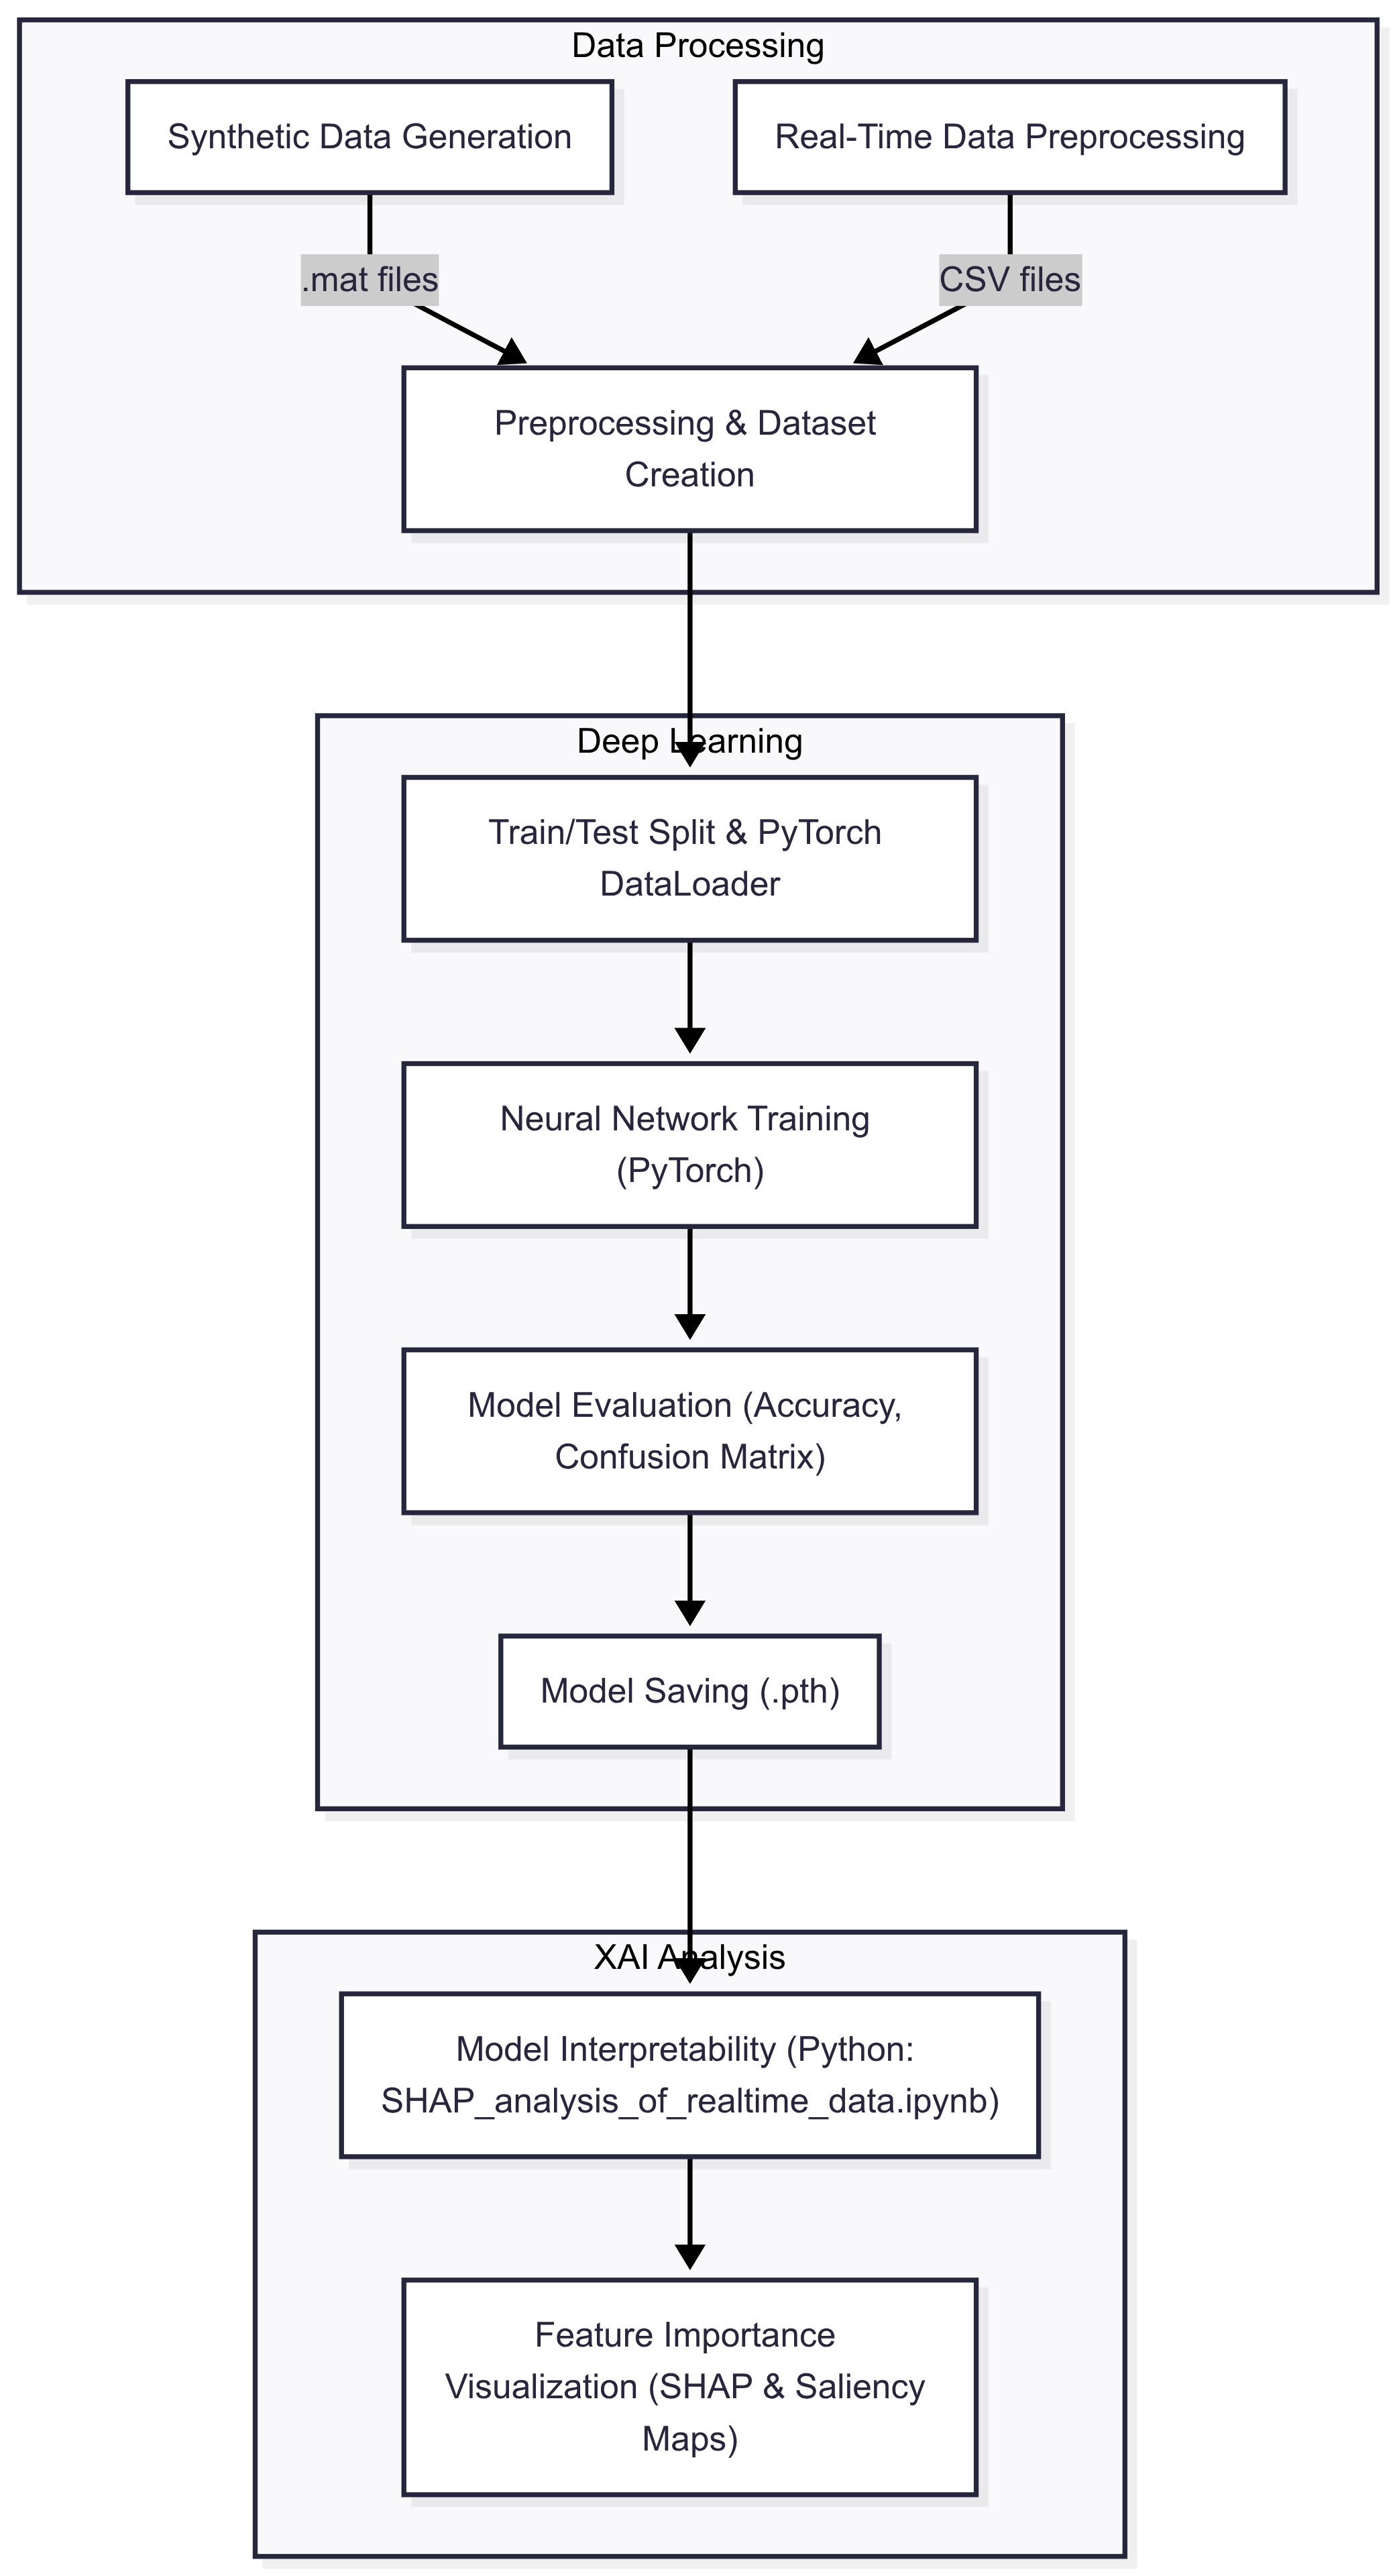 Data Processing
Synthetic Data Generation
Real-Time Data Preprocessing
.mat files
CSV files
Preprocessing & Dataset
Creation
Deep Learning
Train/Test Split & PyTorch
DataLoader
Neural Network Training
(PyTorch)
Model Evaluation (Accuracy,
Confusion Matrix)
Model Saving (.pth)
XAI Analysis
Model Interpretability (Python:
SHAP_analysis_of_realtime_data.ipynb)
Feature Importance
Visualization (SHAP & Saliency
Maps)